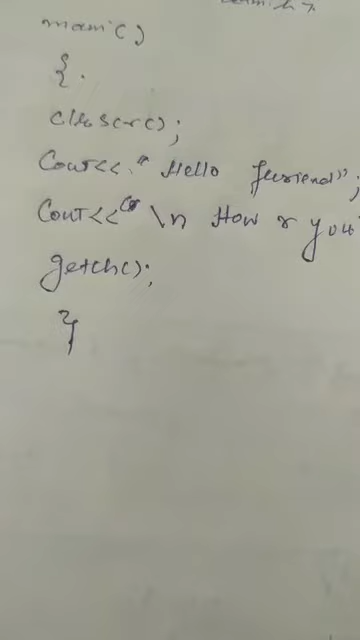 main()
{.
clrscr();
Cout<<." Hello friend";
Cout<<" \n How r you
getch();
}